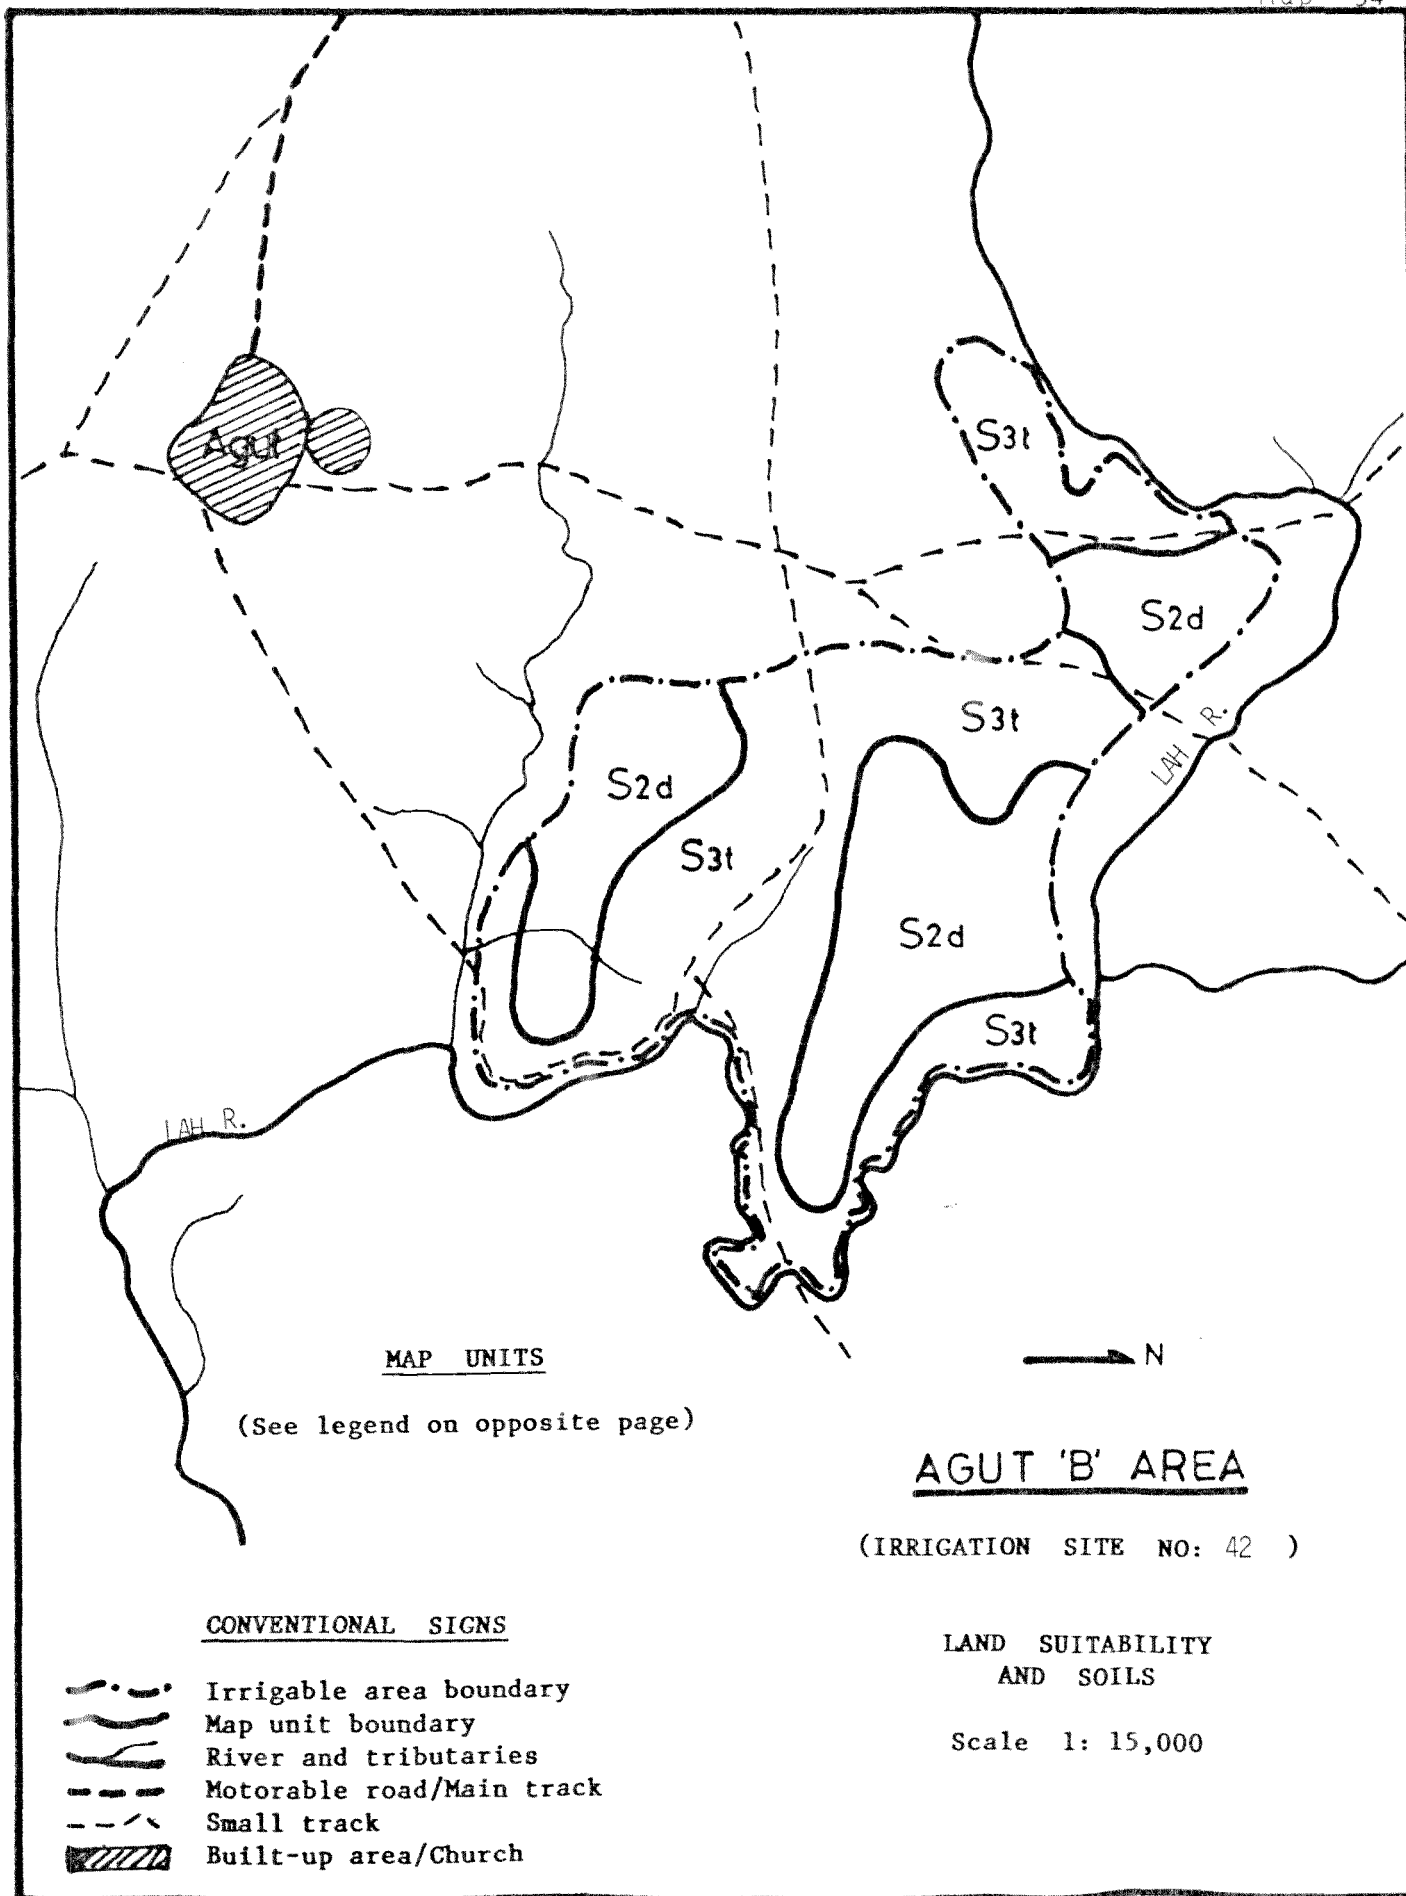 Agut
S3t
S2d
S3t
S2d
S3t
LAH R.
S2d
S3t
LAH R.
MAP UNITS
(See legend on opposite page)
N
AGUT 'B' AREA
(IRRIGATION SITE NO: 42 )
LAND SUITABILITY
AND SOILS
Scale 1: 15,000
CONVENTIONAL SIGNS
Irrigable area boundary
Map unit boundary
River and tributaries
Motorable road/Main track
Small track
Built-up area/Church